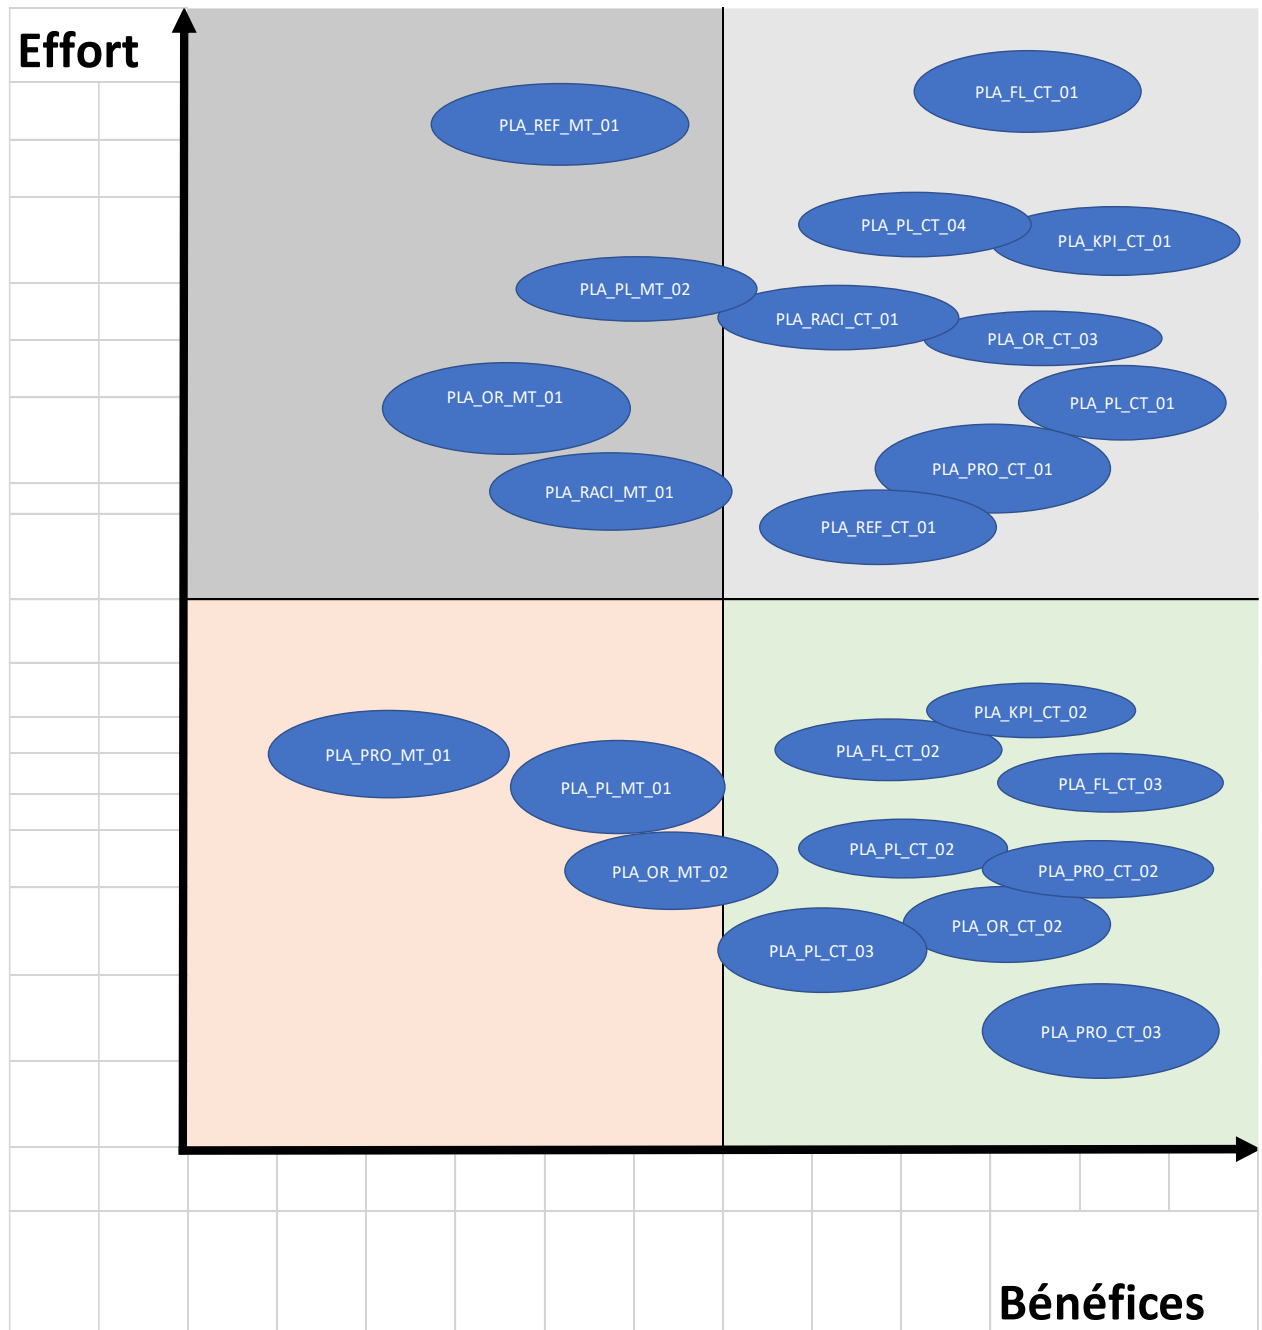 Effort
PLA_FL_CT_01
PLA_REF_MT_01
PLA_PL_CT_04
PLA_KPI_CT_01
PLA_PL_MT_02
PLA_RACI_CT_01
PLA_OR_CT_03
PLA_OR_MT_01
PLA_PL_CT_01
PLA_PRO_CT_01
PLA_RACI_MT_01
PLA_REF_CT_01
PLA_KPI_CT_02
PLA_FL_CT_02
PLA_PRO_MT_01
PLA_FL_CT_03
PLA_PL_MT_01
PLA_PL_CT_02
PLA_PRO_CT_02
PLA_OR_MT_02
PLA_OR_CT_02
PLA_PL_CT_03
PLA_PRO_CT_03
Bénéfices